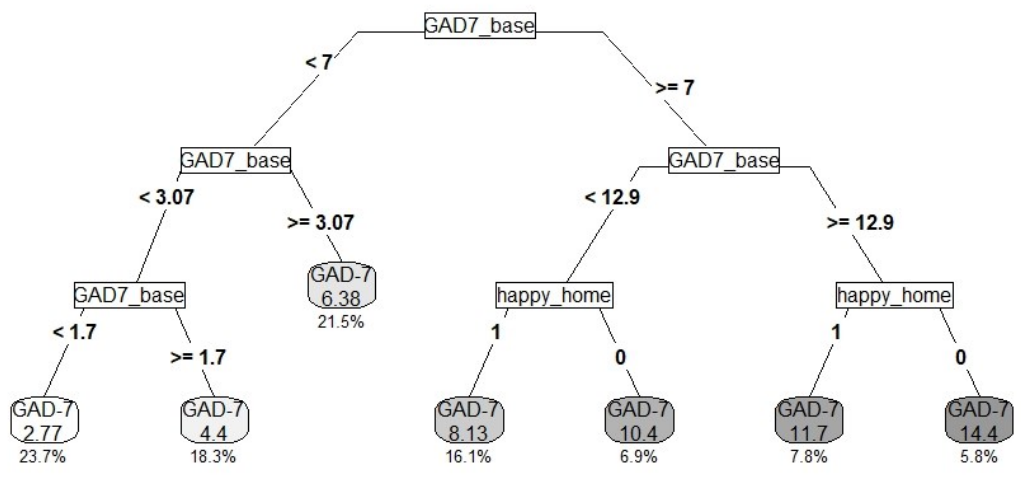 GAD7_base
< 7
>= 7
GAD7_base
GAD7_base
< 3.07
>= 3.07
< 12.9
>= 12.9
GAD-7
6.38
21.5%
GAD7_base
happy_home
happy_home
< 1.7
>= 1.7
1
0
1
0
GAD-7
2.77
23.7%
GAD-7
4.4
18.3%
GAD-7
8.13
16.1%
GAD-7
10.4
6.9%
GAD-7
11.7
7.8%
GAD-7
14.4
5.8%